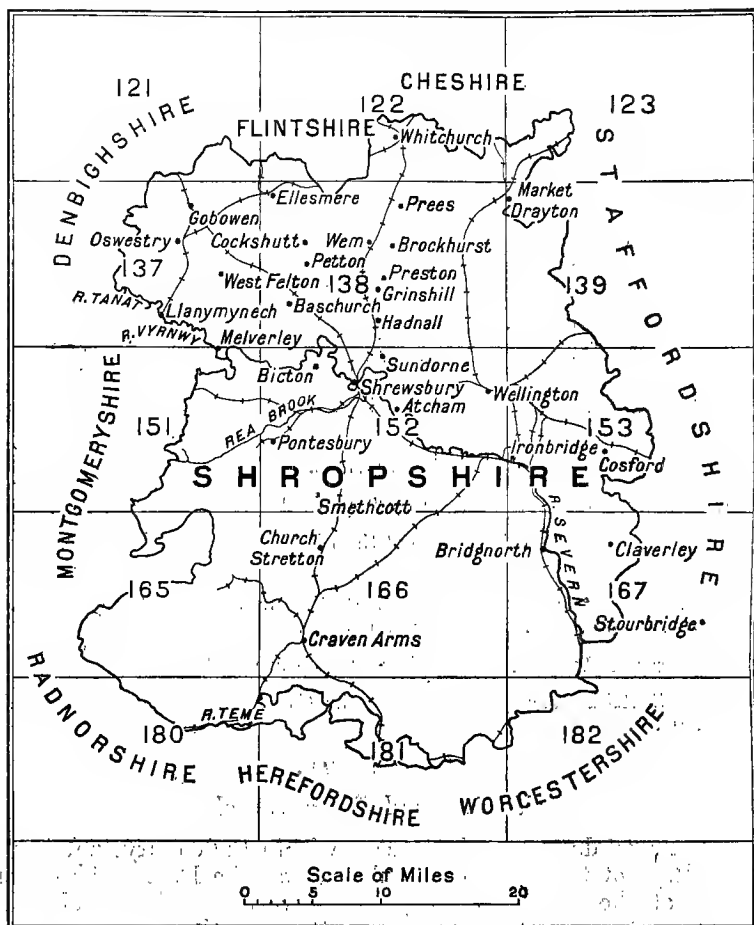 CHESHIRE
121
122
123
FLINTSHIRE
Whitchurch
DENBIGHSHIRE
STAFFORDSHIRE
Ellesmere
Prees
Market
Drayton
Gobowen
Oswestry
Cockshutt
Wem
Brockhurst
137
Petton
138
Preston
139
West Felton
Grinshill
R. TANAT
Llanymynech
Baschurch
Hadnall
R. VYRNWY
Melverley
Sundorne
Bicton
Shrewsbury
Wellington
MONTGOMERYSHIRE
Atcham
151
REA BROOK
152
153
Pontesbury
Ironbridge
Cosford
SHROPSHIRE
Smethcott
R. SEVERN
Church
Stretton
Bridgnorth
Claverley
165
166
167
Stourbridge
Craven Arms
RADNORSHIRE
R. TEME
180
181
182
HEREFORDSHIRE
WORCESTERSHIRE
Scale of Miles
0 5 10 20